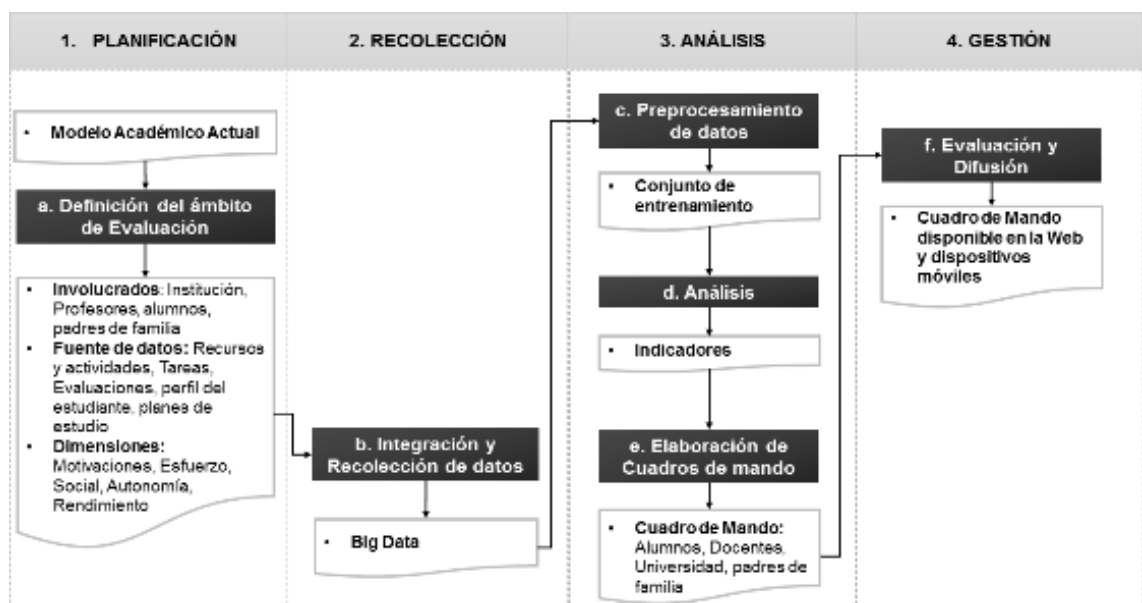 1. PLANIFICACIÓN
2. RECOLECCIÓN
3. ANÁLISIS
4. GESTIÓN
• Modelo Académico Actual
a. Definición del ámbito
de Evaluación
• Involucrados: Institución,
Profesores, alumnos,
padres de familia
• Fuente de datos: Recursos
y actividades, Tareas,
Evaluaciones, perfil del
estudiante, planes de
estudio
• Dimensiones:
Motivaciones, Esfuerzo,
Social, Autonomía,
Rendimiento
b. Integración y
Recolección de datos
• Big Data
c. Preprocesamiento
de datos
• Conjunto de
entrenamiento
d. Análisis
• Indicadores
e. Elaboración de
Cuadros de mando
• Cuadro de Mando:
Alumnos, Docentes,
Universidad, padres de
familia
f. Evaluación y
Difusión
• Cuadro de Mando
disponible en la Web
y dispositivos
móviles